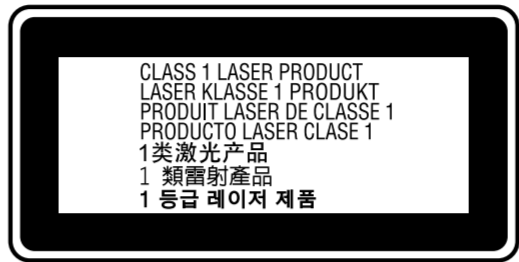 CLASS 1 LASER PRODUCT
LASER KLASSE 1 PRODUKT
PRODUIT LASER DE CLASSE 1
PRODUCTO LASER CLASE 1
1类激光产品
1 類雷射產品
1 등급 레이저 제품